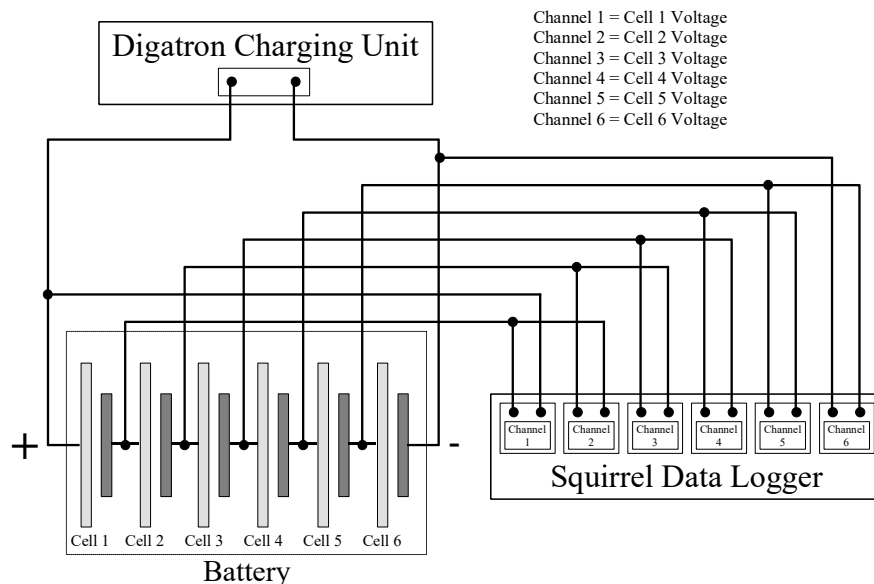 Digatron Charging Unit
Channel 1 = Cell 1 Voltage
Channel 2 = Cell 2 Voltage
Channel 3 = Cell 3 Voltage
Channel 4 = Cell 4 Voltage
Channel 5 = Cell 5 Voltage
Channel 6 = Cell 6 Voltage
+
-
Channel 1
Channel 2
Channel 3
Channel 4
Channel 5
Channel 6
Squirrel Data Logger
Cell 1 Cell 2 Cell 3 Cell 4 Cell 5 Cell 6
Battery